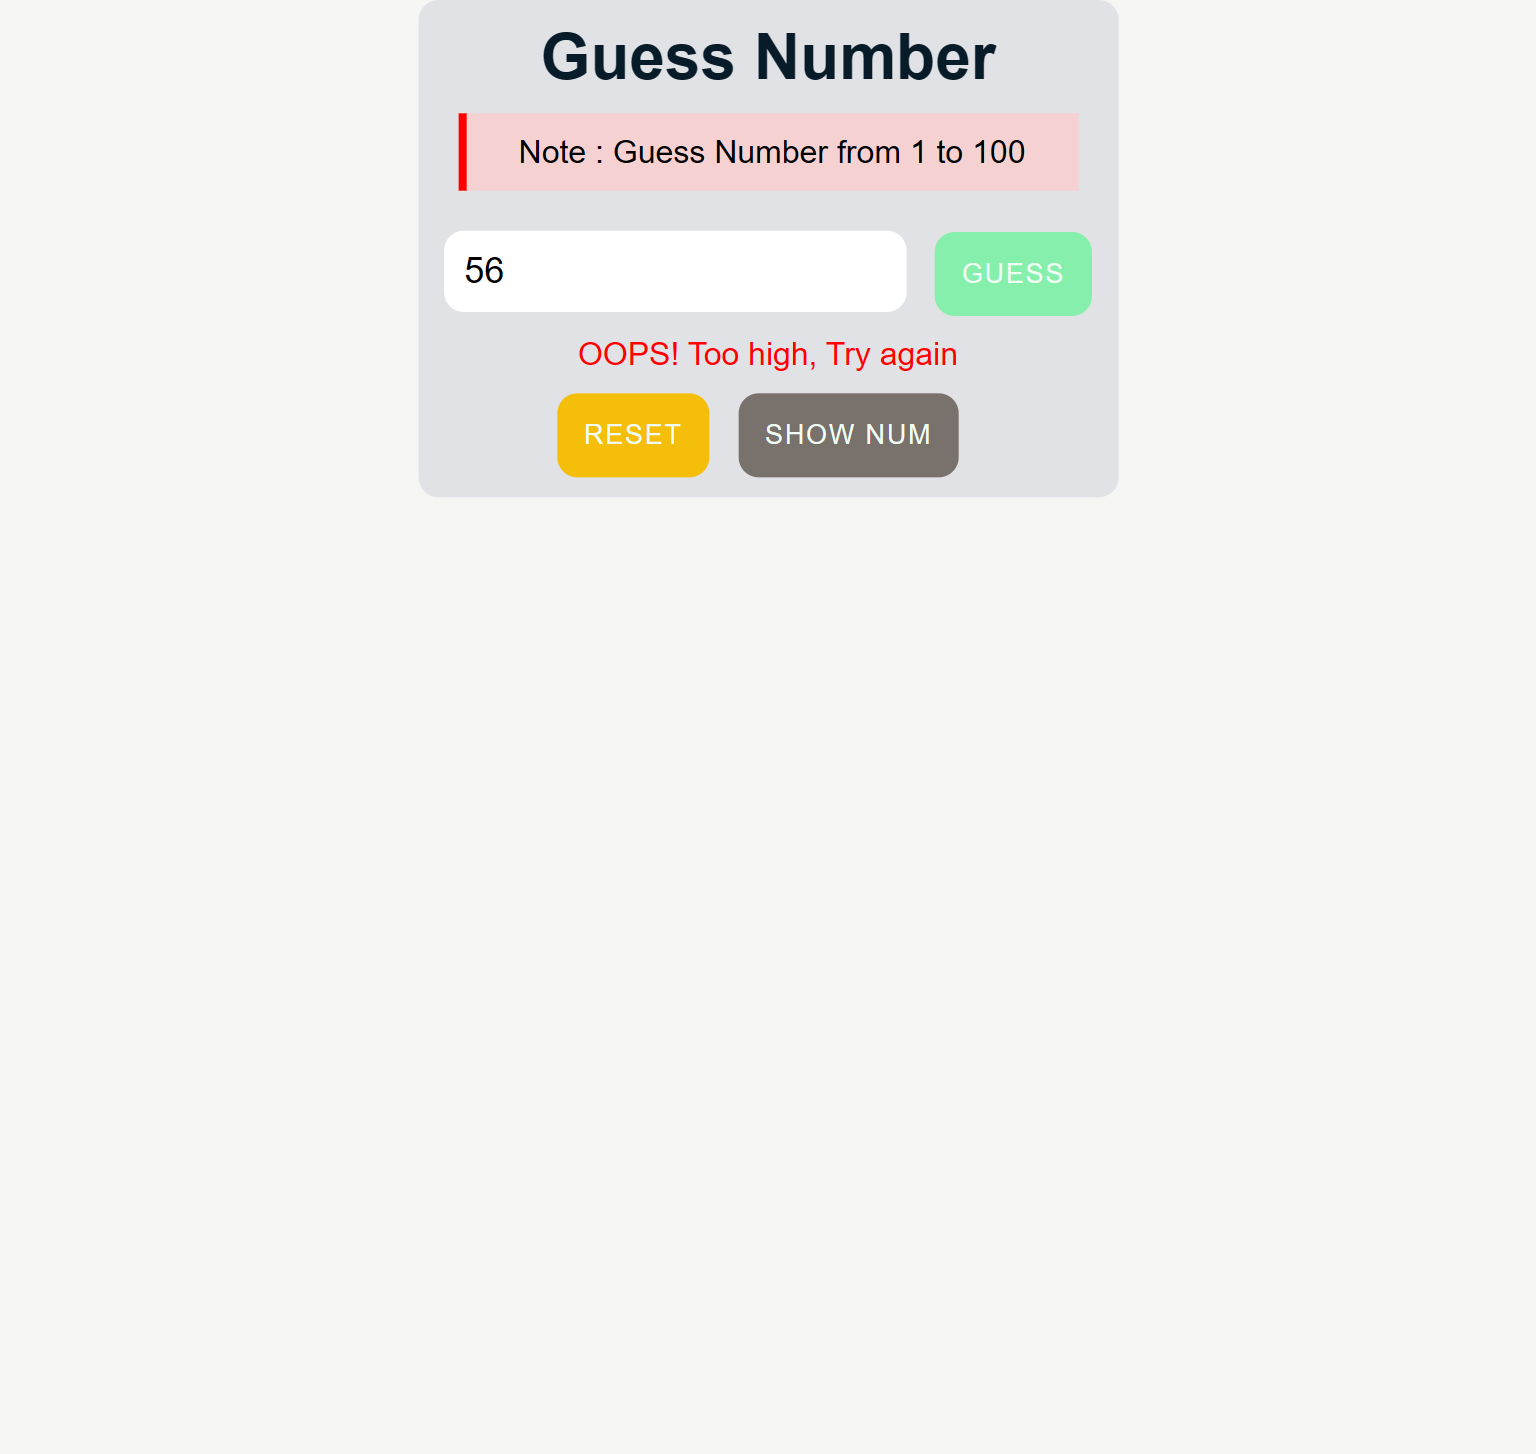 Guess Number
Note : Guess Number from 1 to 100
56 GUESS
OOPS! Too high, Try again
RESET SHOW NUM